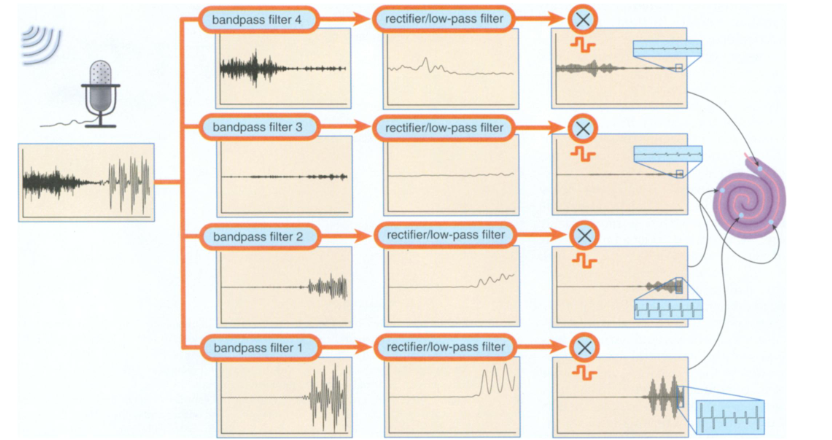 bandpass filter 4
rectifier/low-pass filter
bandpass filter 3
rectifier/low-pass filter
bandpass filter 2
rectifier/low-pass filter
bandpass filter 1
rectifier/low-pass filter